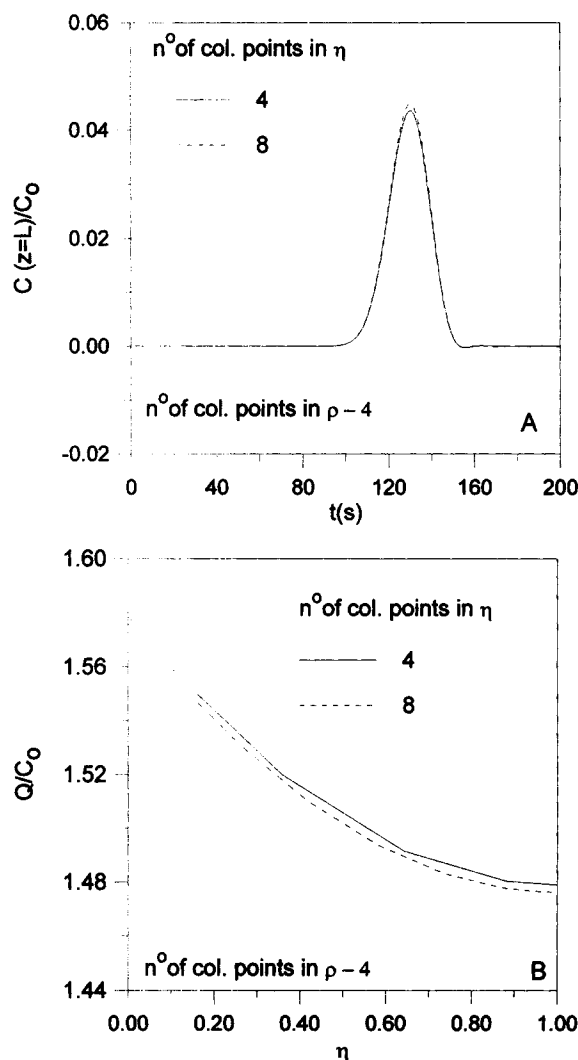 0.06
n° of col. points in η
4
8
0.04
0.02
0.00
-0.02
C (z=L)/C₀
n° of col. points in ρ – 4
A
0 40 80 120 160 200
t(s)
1.60
n° of col. points in η
4
8
1.56
1.52
1.48
1.44
Q/C₀
n° of col. points in ρ – 4
B
0.00 0.20 0.40 0.60 0.80 1.00
η